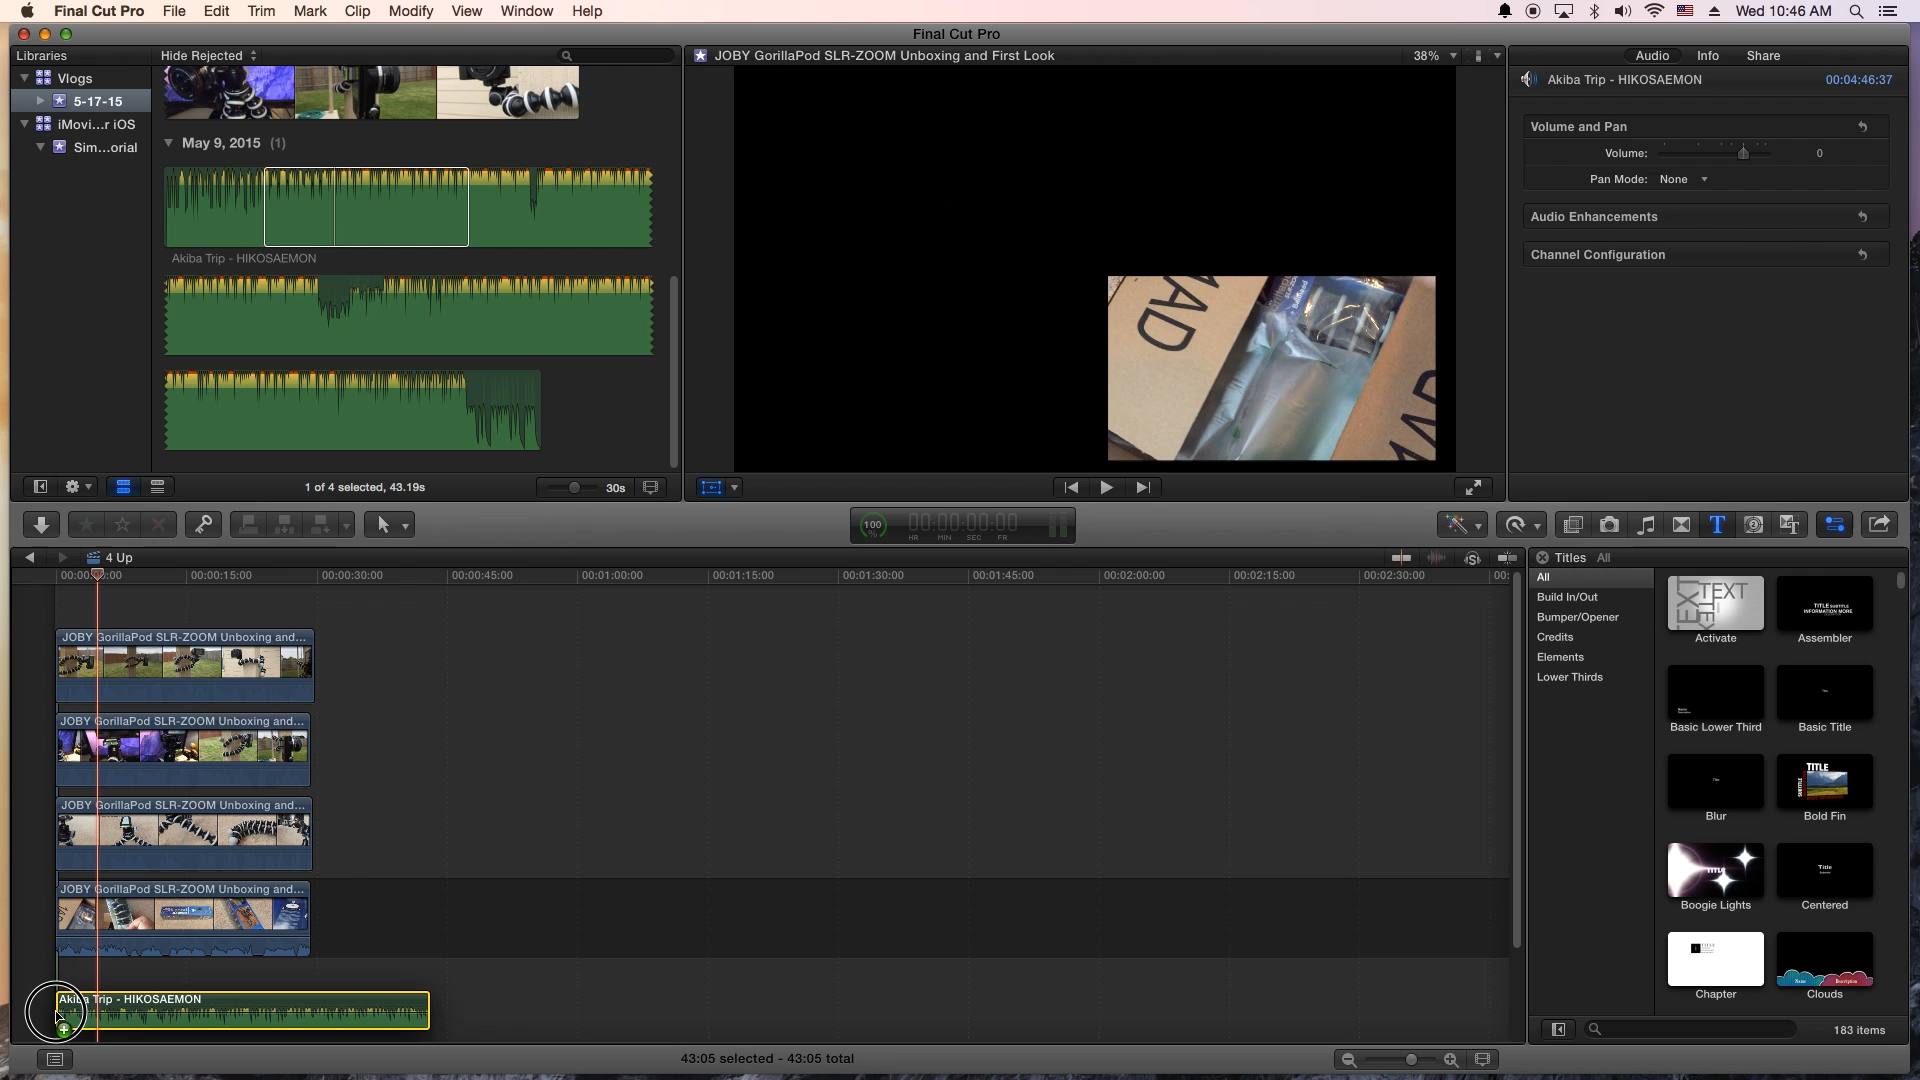 Final Cut Pro File Edit Trim Mark Clip Modify View Window Help Wed 10:46 AM
Final Cut Pro
Libraries
Hide Rejected
JOBY GorillaPod SLR-ZOOM Unboxing and First Look
38%
Audio Info Share
Vlogs
5-17-15
iMovi...r iOS
Sim...orial
May 9, 2015 (1)
Akiba Trip - HIKOSAEMON
Akiba Trip - HIKOSAEMON 00:04:46:37
Volume and Pan
Volume: 0
Pan Mode: None
Audio Enhancements
Channel Configuration
MAD
1 of 4 selected, 43.19s
30s
100
%
00:00:00:00
HR MIN SEC FR
4 Up
00:00:15:00 00:00:30:00 00:00:45:00 00:01:00:00 00:01:15:00 00:01:30:00 00:01:45:00 00:02:00:00 00:02:15:00 00:02:30:00 00:
JOBY GorillaPod SLR-ZOOM Unboxing and...
JOBY GorillaPod SLR-ZOOM Unboxing and...
JOBY GorillaPod SLR-ZOOM Unboxing and...
JOBY GorillaPod SLR-ZOOM Unboxing and...
Akiba Trip - HIKOSAEMON
43:05 selected - 43:05 total
Titles All
All
Build In/Out
Bumper/Opener
Credits
Elements
Lower Thirds
TEXT
TITLE SUBTITLE
INFORMATION MORE
Activate Assembler
Basic Lower Third Basic Title
TITLE
Blur Bold Fin
TITLE
Title
Boogie Lights Centered
Chapter Clouds
183 items